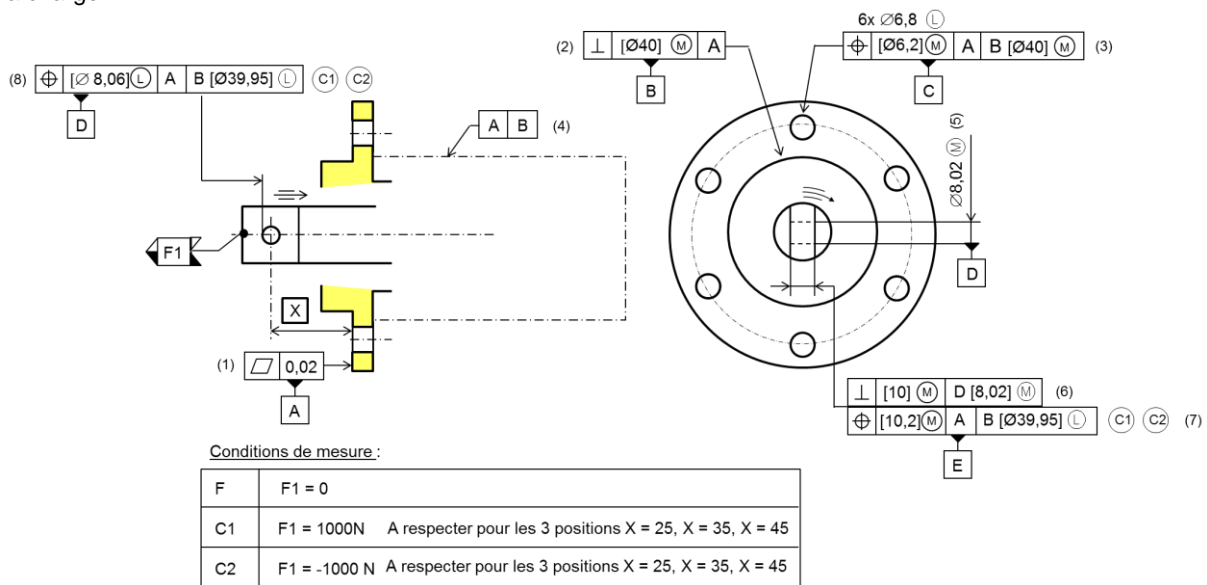 6x Ø6,8 Ⓛ
(2) ⊥ [Ø40] Ⓜ A
B
⌖ [Ø6,2] Ⓜ A B [Ø40] Ⓜ (3)
C
(8) ⌖ [Ø 8,06] Ⓛ A B [Ø39,95] Ⓛ C1 C2
D
A B (4)
Ø8,02 Ⓜ (5)
D
F1
X
(1) ⏥ 0,02
A
⊥ [10] Ⓜ D [8,02] Ⓜ (6)
⌖ [10,2] Ⓜ A B [Ø39,95] Ⓛ C1 C2 (7)
E
Conditions de mesure :
F F1 = 0
C1 F1 = 1000N A respecter pour les 3 positions X = 25, X = 35, X = 45
C2 F1 = -1000 N A respecter pour les 3 positions X = 25, X = 35, X = 45